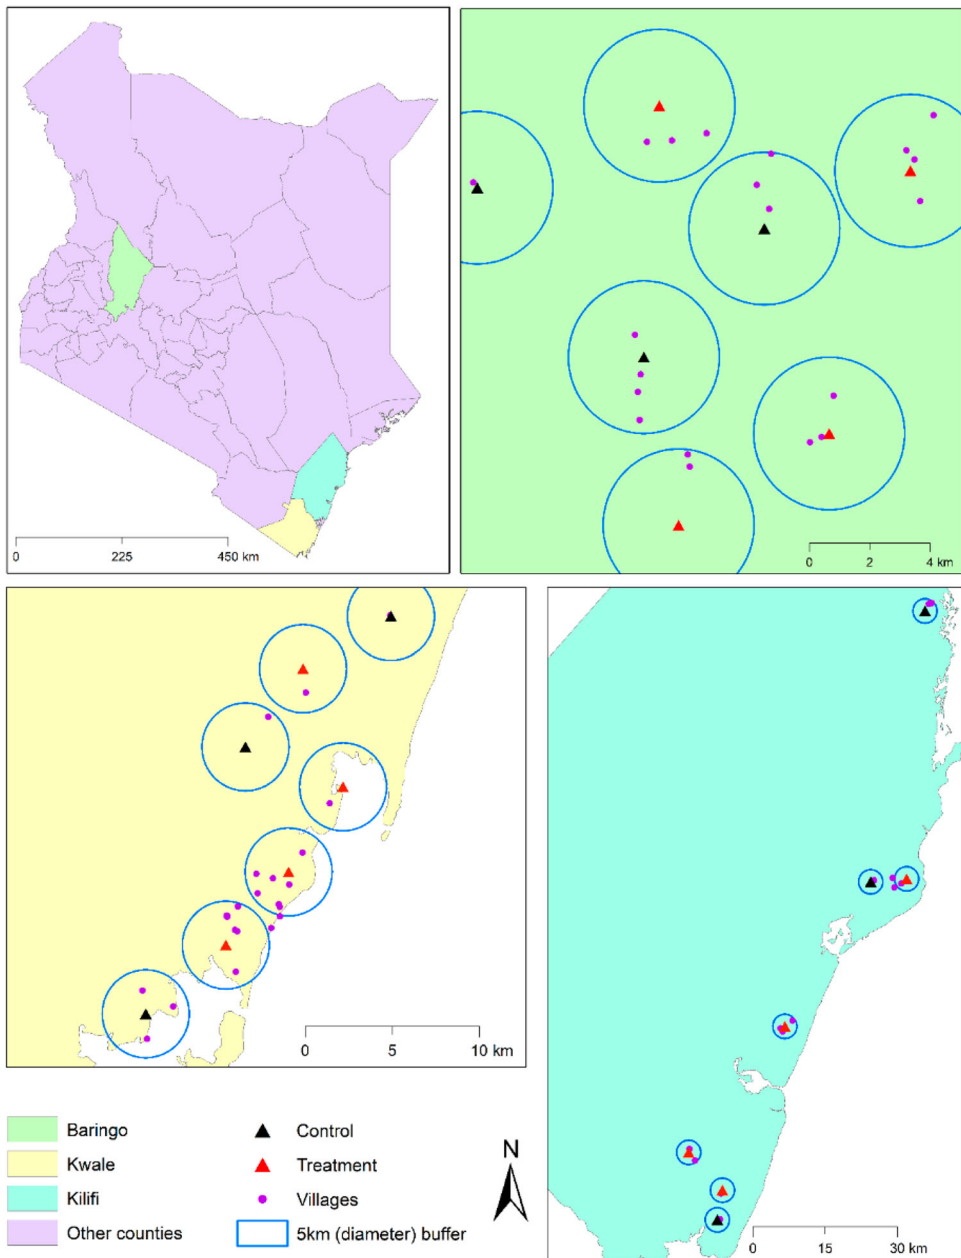 0 225 450 km
0 2 4 km
0 5 10 km
Baringo
Kwale
Kilifi
Other counties
Control
Treatment
Villages
5km (diameter) buffer
N
0 15 30 km